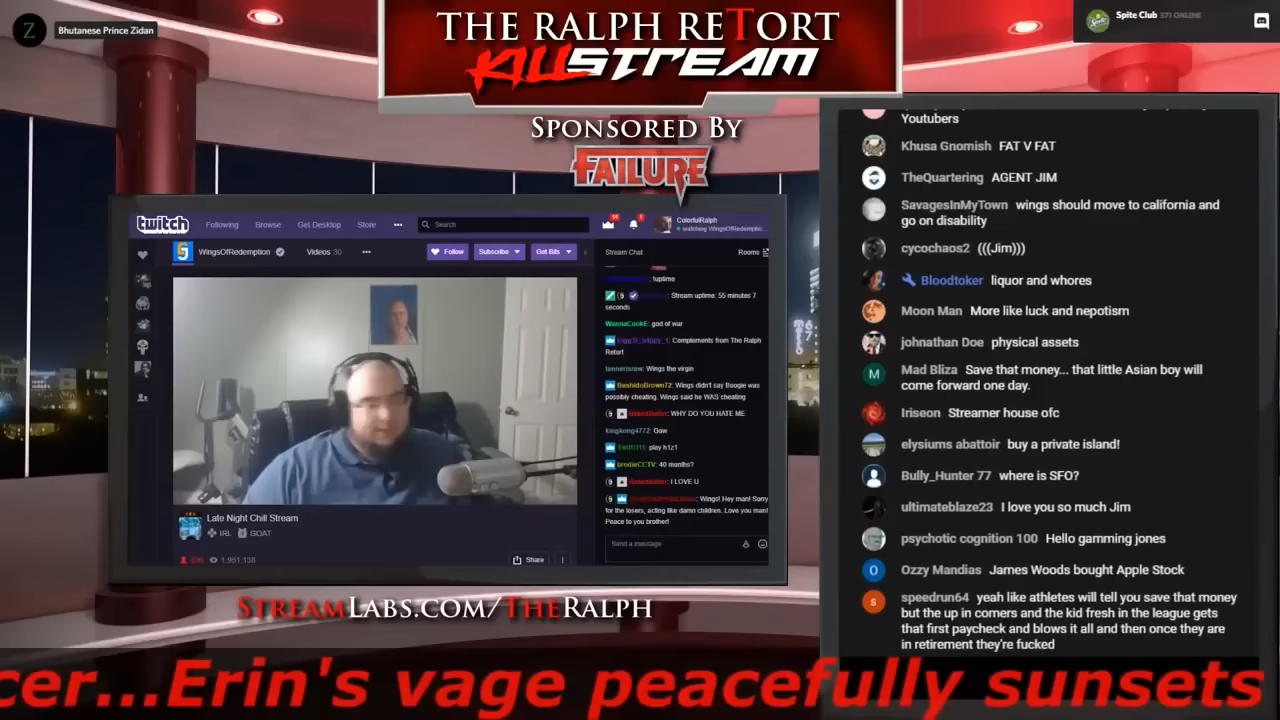 Z
Bhutanese Prince Zidan
THE RALPH RETORT
KILLSTREAM
SPONSORED BY
FAILURE
Spite Club 371 ONLINE
twitch
Following
Browse
Get Desktop
Store
Search
ColorfulRalph
watching WingsOfRedemptio...
WingsOfRedemption
Videos 30
Follow
Subscribe
Get Bits
Stream Chat
Rooms
!uptime
: Stream uptime: 55 minutes 7
seconds
WannaCookE: god of war
: Complements from The Ralph
Retort
tannerisraw: Wings the virgin
BushidoBrown72: Wings didn't say Boogie was
possibly cheating. Wings said he WAS cheating
: WHY DO YOU HATE ME
kingkong4772: Gow
: play h1z1
brodieCCTV: 40 months?
: I LOVE U
: Wings! Hey man! Sorry
for the losers, acting like damn children. Love you man!
Peace to you brother!
Send a message
Late Night Chill Stream
IRL
GOAT
1,951,138
Share
STREAMLABS.COM/THERALPH
Youtubers
Khusa Gnomish FAT V FAT
TheQuartering AGENT JIM
SavagesInMyTown wings should move to california and
go on disability
cycochaos2 (((Jim)))
Bloodtoker liquor and whores
Moon Man More like luck and nepotism
johnathan Doe physical assets
M
Mad Bliza Save that money... that little Asian boy will
come forward one day.
Iriseon Streamer house ofc
elysiums abattoir buy a pivate island!
Bully_Hunter 77 where is SFO?
ultimateblaze23 I love you so much Jim
psychotic cognition 100 Hello gamming jones
O
Ozzy Mandias James Woods bought Apple Stock
s
speedrun64 yeah like athletes will tell you save that money
but the up in comers and the kid fresh in the league gets
that first paycheck and blows it all and then once they are
in retirement they're fucked
cer...Erin's vage peacefully sunsets